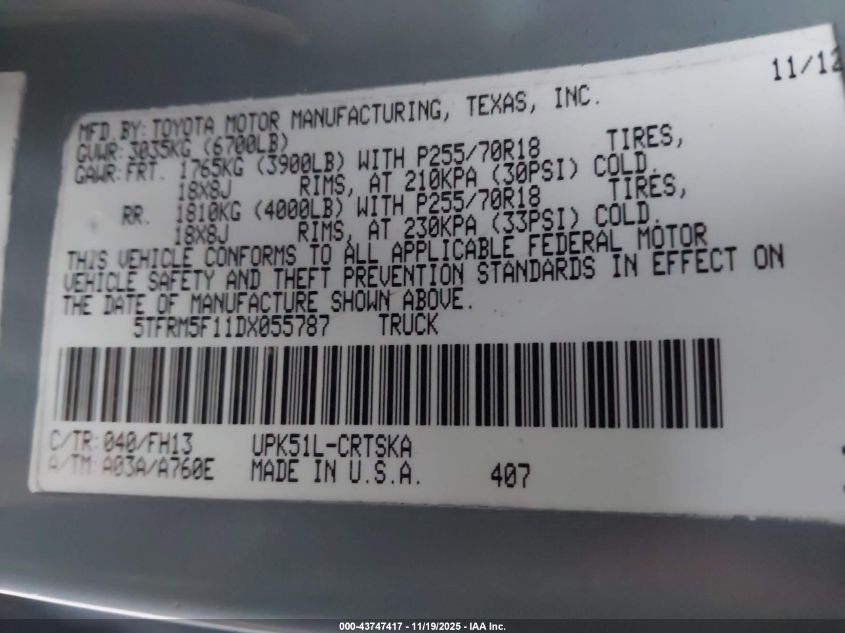 11/12
MFD. BY: TOYOTA MOTOR MANUFACTURING, TEXAS, INC.
GVWR: 3035KG (6700LB)
GAWR: FRT. 1765KG (3900LB) WITH P255/70R18 TIRES,
18X8J RIMS, AT 210KPA (30PSI) COLD.
RR. 1810KG (4000LB) WITH P255/70R18 TIRES,
18X8J RIMS, AT 230KPA (33PSI) COLD.
THIS VEHICLE CONFORMS TO ALL APPLICABLE FEDERAL MOTOR
VEHICLE SAFETY AND THEFT PREVENTION STANDARDS IN EFFECT ON
THE DATE OF MANUFACTURE SHOWN ABOVE.
5TFRM5F11DX055787 TRUCK
C/TR: 040/FH13 UPK51L-CRTSKA
A/TM: A03A/A760E MADE IN U.S.A. 407
000-43747417 - 11/19/2025 - IAA Inc.